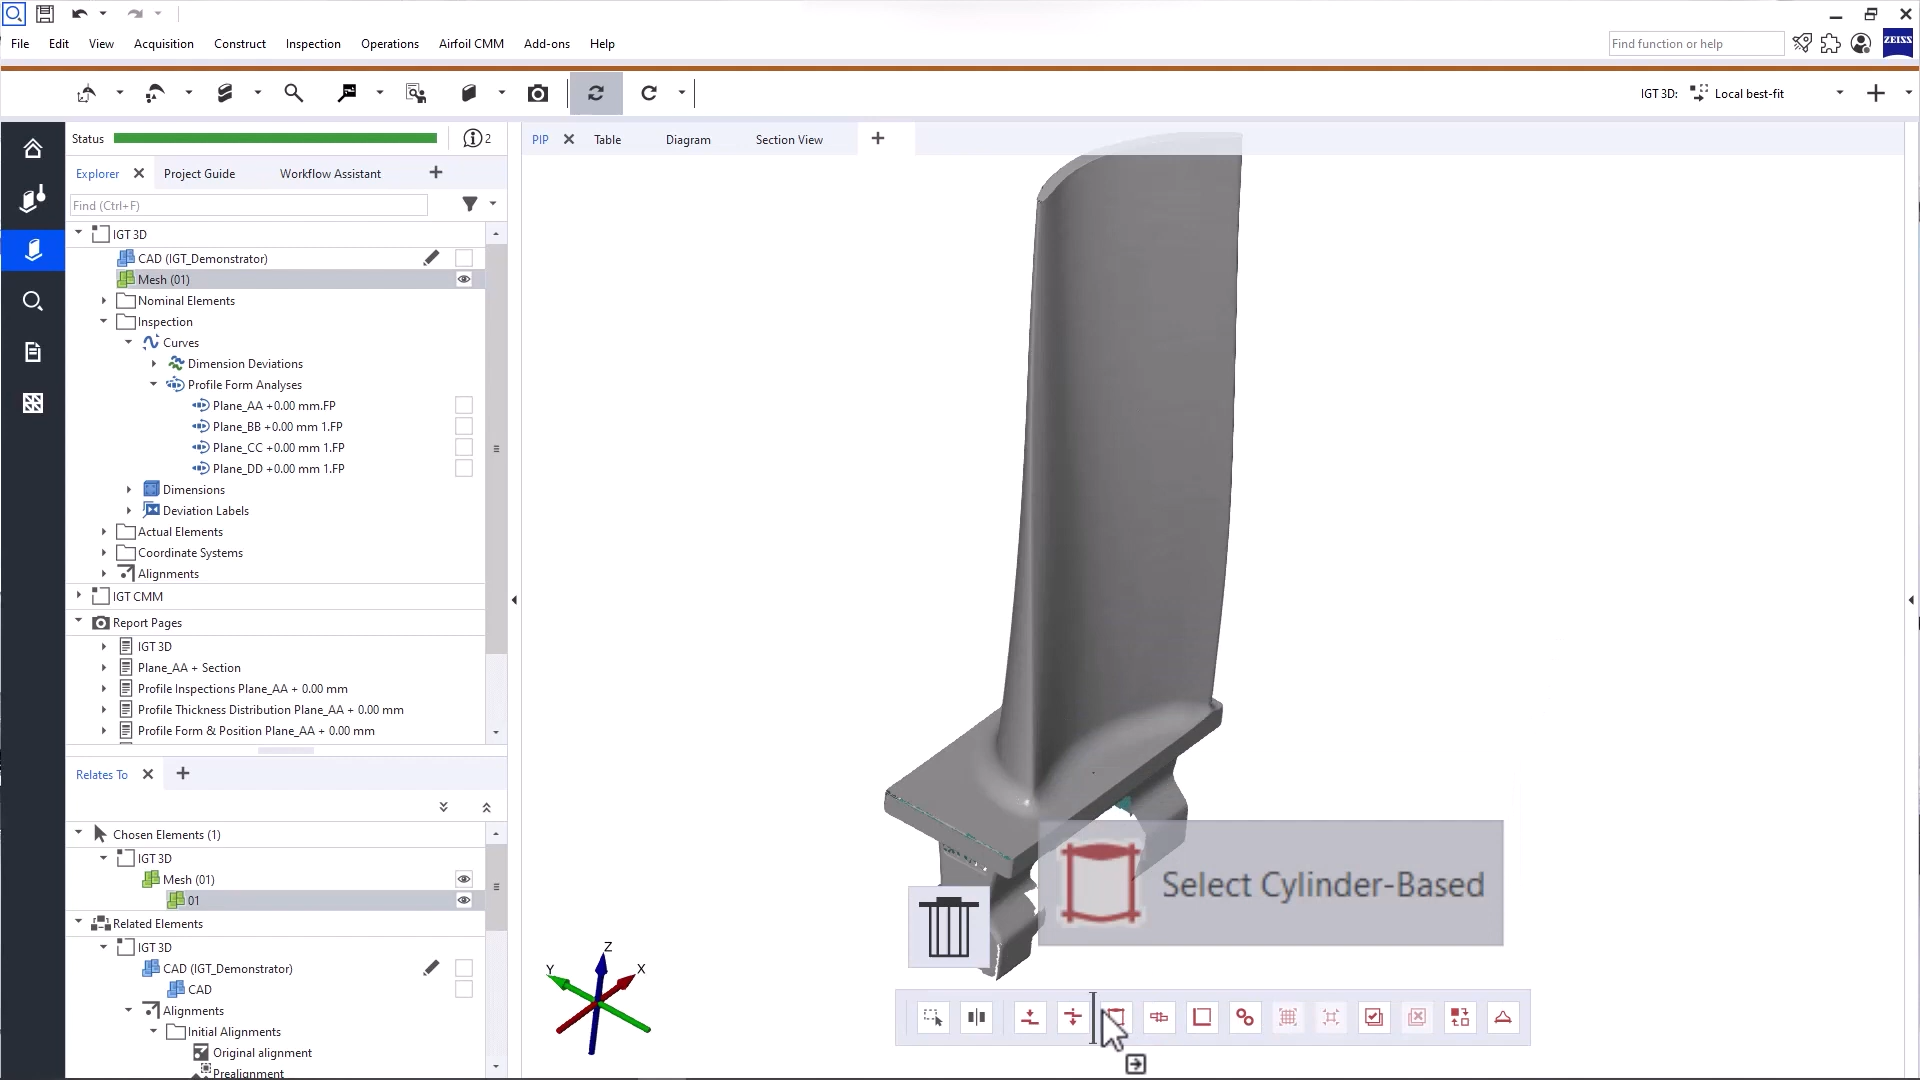 File Edit View Acquisition Construct Inspection Operations Airfoil CMM Add-ons Help
Find function or help
ZEISS
IGT 3D: Local best-fit
Status
2
PIP Table Diagram Section View
Explorer Project Guide Workflow Assistant
Find (Ctrl+F)
IGT 3D
CAD (IGT_Demonstrator)
Mesh (01)
Nominal Elements
Inspection
Curves
Dimension Deviations
Profile Form Analyses
Plane_AA +0.00 mm.FP
Plane_BB +0.00 mm 1.FP
Plane_CC +0.00 mm 1.FP
Plane_DD +0.00 mm 1.FP
Dimensions
Deviation Labels
Actual Elements
Coordinate Systems
Alignments
IGT CMM
Report Pages
IGT 3D
Plane_AA + Section
Profile Inspections Plane_AA + 0.00 mm
Profile Thickness Distribution Plane_AA + 0.00 mm
Profile Form & Position Plane_AA + 0.00 mm
Relates To
Chosen Elements (1)
IGT 3D
Mesh (01)
01
Related Elements
IGT 3D
CAD (IGT_Demonstrator)
CAD
Alignments
Initial Alignments
Original alignment
Prealignment
Select Cylinder-Based
Z
Y
X